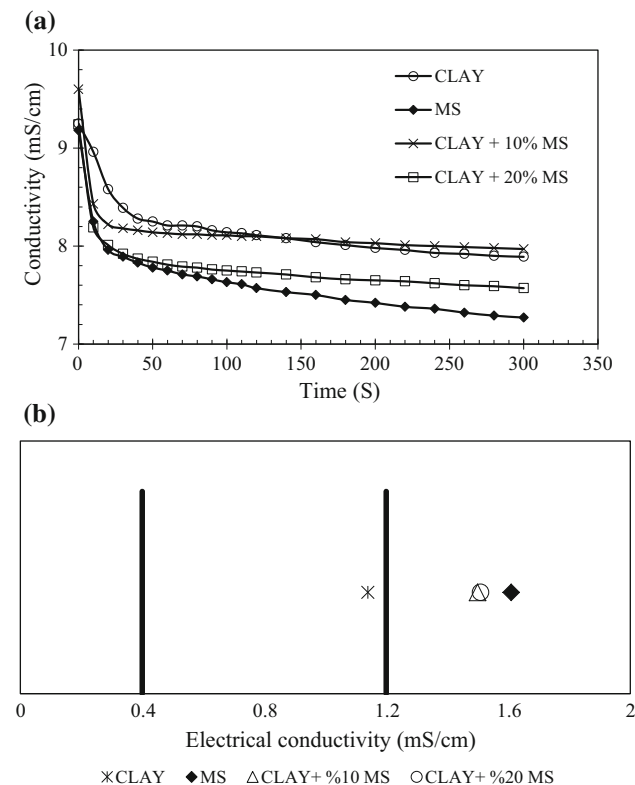 (a)
10
9
8
7
Conductivity (mS/cm)
CLAY
MS
CLAY + 10% MS
CLAY + 20% MS
0 50 100 150 200 250 300 350
Time (S)
(b)
0 0.4 0.8 1.2 1.6 2
Electrical conductivity (mS/cm)
CLAY MS CLAY+ %10 MS CLAY+ %20 MS